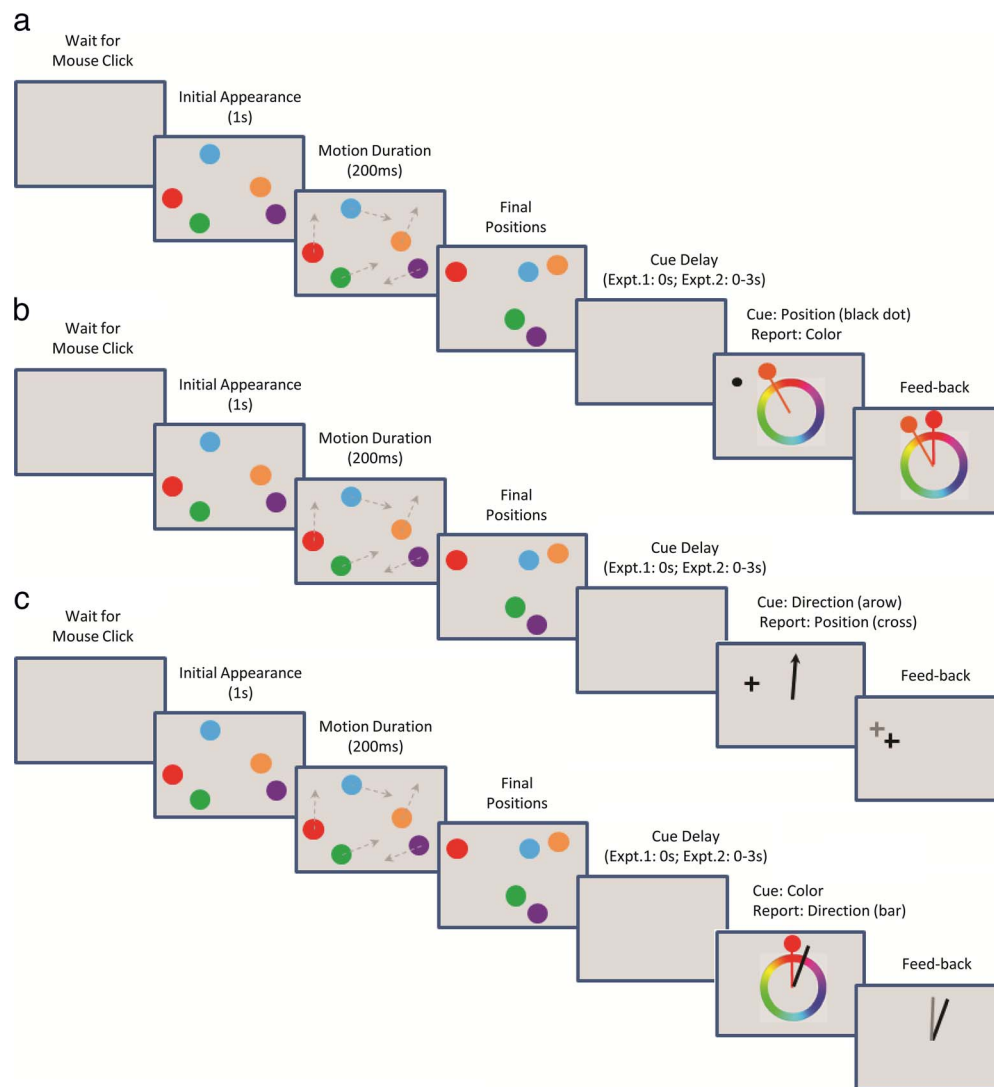 a
Wait for
Mouse Click
Initial Appearance
(1s)
Motion Duration
(200ms)
Final
Positions
Cue Delay
(Expt.1: 0s; Expt.2: 0-3s)
Cue: Position (black dot)
Report: Color
Feed-back
b
Wait for
Mouse Click
Initial Appearance
(1s)
Motion Duration
(200ms)
Final
Positions
Cue Delay
(Expt.1: 0s; Expt.2: 0-3s)
Cue: Direction (arow)
Report: Position (cross)
Feed-back
c
Wait for
Mouse Click
Initial Appearance
(1s)
Motion Duration
(200ms)
Final
Positions
Cue Delay
(Expt.1: 0s; Expt.2: 0-3s)
Cue: Color
Report: Direction (bar)
Feed-back